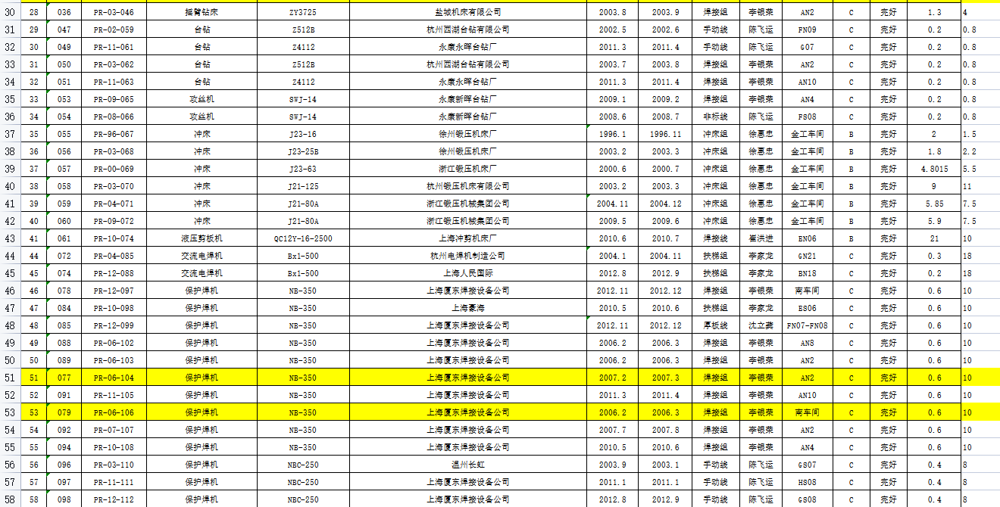 30 28 036 PR-03-046 摇臂钻床 ZY3725 盐城机床有限公司 2003.8 2003.9 焊接组 李银荣 AN2 C 完好 1.3 4
31 29 047 PR-02-059 台钻 Z512B 杭州西湖台钻有限公司 2002.5 2002.6 手动线 陈飞运 FN09 C 完好 0.2 0.8
32 30 049 PR-11-061 台钻 Z4112 永康永晖台钻厂 2011.3 2011.4 手动线 陈飞运 G07 C 完好 0.2 0.8
33 31 050 PR-03-062 台钻 Z512B 杭州西湖台钻有限公司 2003.7 2003.8 焊接组 李银荣 AN2 C 完好 0.2 0.8
34 32 051 PR-11-063 台钻 Z4112 永康永晖台钻厂 2011.3 2011.4 焊接组 李银荣 AN10 C 完好 0.2 0.8
35 33 053 PR-09-065 攻丝机 SWJ-14 永康新晖台钻厂 2009.1 2009.2 焊接组 李银荣 AN4 C 完好 0.2 0.8
36 34 054 PR-08-066 攻丝机 SWJ-14 永康新晖台钻厂 2008.6 2008.7 非标线 陈飞运 FS08 C 完好 0.2 0.8
37 35 055 PR-96-067 冲床 J23-16 徐州锻压机床厂 1996.1 1996.11 冲床组 徐惠忠 金工车间 B 完好 2 1.5
38 36 056 PR-03-068 冲床 J23-25B 徐州锻压机床厂 2003.2 2003.3 冲床组 徐惠忠 金工车间 B 完好 1.8 2.2
39 37 057 PR-00-069 冲床 J23-63 浙江锻压机床厂 2000.6 2000.7 冲床组 徐惠忠 金工车间 B 完好 4.8015 5.5
40 38 058 PR-03-070 冲床 J21-125 杭州锻压机床有限公司 2003.2 2003.3 冲床组 徐惠忠 金工车间 B 完好 9 11
41 39 059 PR-04-071 冲床 J21-80A 浙江锻压机械集团公司 2004.11 2004.12 冲床组 徐惠忠 金工车间 B 完好 5.85 7.5
42 40 060 PR-09-072 冲床 J21-80A 浙江锻压机械集团公司 2009.5 2009.6 冲床组 徐惠忠 金工车间 B 完好 5.9 7.5
43 41 061 PR-10-074 液压剪板机 QC12Y-16-2500 上海冲剪机床厂 2010.6 2010.7 焊接线 崔洪进 BN06 B 完好 21 10
44 44 072 PR-04-085 交流电焊机 Bx1-500 杭州电焊机制造公司 2004.1 2004.11 扶梯组 李家龙 GN21 C 完好 0.3 18
45 45 074 PR-12-088 交流电焊机 Bx1-500 上海人民国际 2012.8 2012.9 扶梯组 李家龙 BN18 C 完好 0.2 18
46 46 078 PR-12-097 保护焊机 NB-350 上海厦东焊接设备公司 2012.11 2012.12 焊接组 李银荣 南车间 C 完好 0.6 10
47 47 084 PR-10-098 保护焊机 NB-350 上海豪海 2010.5 2010.6 扶梯组 李家龙 ES06 C 完好 0.6 10
48 48 085 PR-12-099 保护焊机 NB-350 上海厦东焊接设备公司 2012.11 2012.12 厚板线 沈立龚 FN07-FN08 C 完好 0.6 10
49 49 088 PR-06-102 保护焊机 NB-350 上海厦东焊接设备公司 2006.2 2006.3 焊接组 李银荣 AN8 C 完好 0.6 10
50 50 089 PR-06-103 保护焊机 NB-350 上海厦东焊接设备公司 2006.2 2006.3 焊接组 李银荣 AN2 C 完好 0.6 10
51 51 077 PR-06-104 保护焊机 NB-350 上海厦东焊接设备公司 2007.2 2007.3 焊接组 李银荣 AN2 C 完好 0.6 10
52 52 091 PR-11-105 保护焊机 NB-350 上海厦东焊接设备公司 2011.3 2011.4 焊接组 李银荣 AN10 C 完好 0.6 10
53 53 079 PR-06-106 保护焊机 NB-350 上海厦东焊接设备公司 2006.2 2006.3 焊接组 李银荣 南车间 C 完好 0.6 10
54 54 092 PR-07-107 保护焊机 NB-350 上海厦东焊接设备公司 2007.7 2007.8 焊接组 李银荣 AN2 C 完好 0.6 10
55 55 094 PR-10-108 保护焊机 NB-350 上海厦东焊接设备公司 2010.5 2010.6 焊接组 李银荣 AN4 C 完好 0.6 10
56 56 096 PR-03-110 保护焊机 NBC-250 温州长虹 2003.9 2003.1 手动线 陈飞运 GS07 C 完好 0.4 8
57 57 097 PR-11-111 保护焊机 NBC-250 上海厦东焊接设备公司 2011.1 2011.1 手动线 陈飞运 HS08 C 完好 0.4 8
58 58 098 PR-12-112 保护焊机 NBC-250 上海厦东焊接设备公司 2012.8 2012.9 手动线 陈飞运 GS08 C 完好 0.4 8